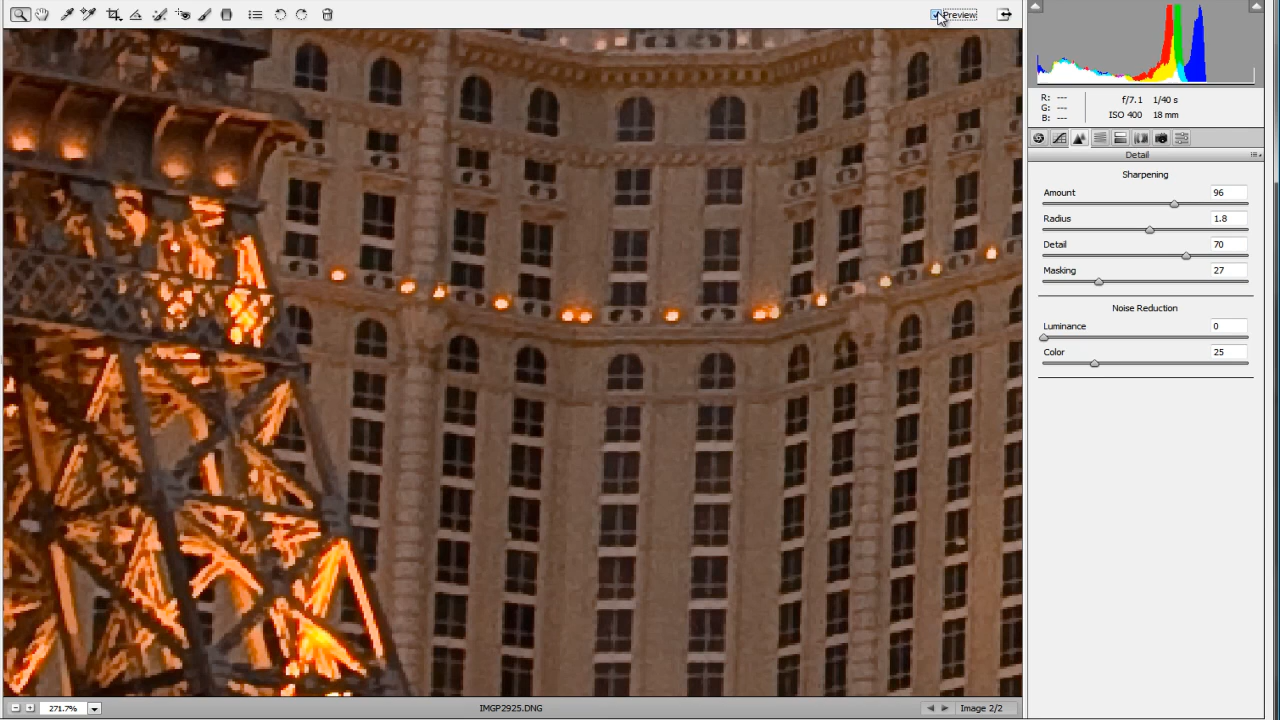 Preview
R: ---
G: ---
B: ---
f/7.1 1/40 s
ISO 400 18 mm
Detail
Sharpening
Amount 96
Radius 1.8
Detail 70
Masking 27
Noise Reduction
Luminance 0
Color 25
271.7%
IMGP2925.DNG
Image 2/2